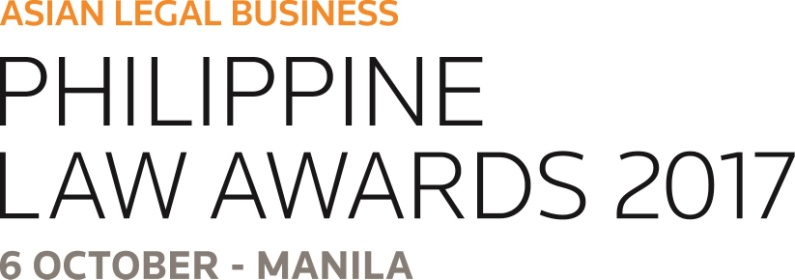 ASIAN LEGAL BUSINESS
PHILIPPINE
LAW AWARDS 2017
6 OCTOBER - MANILA